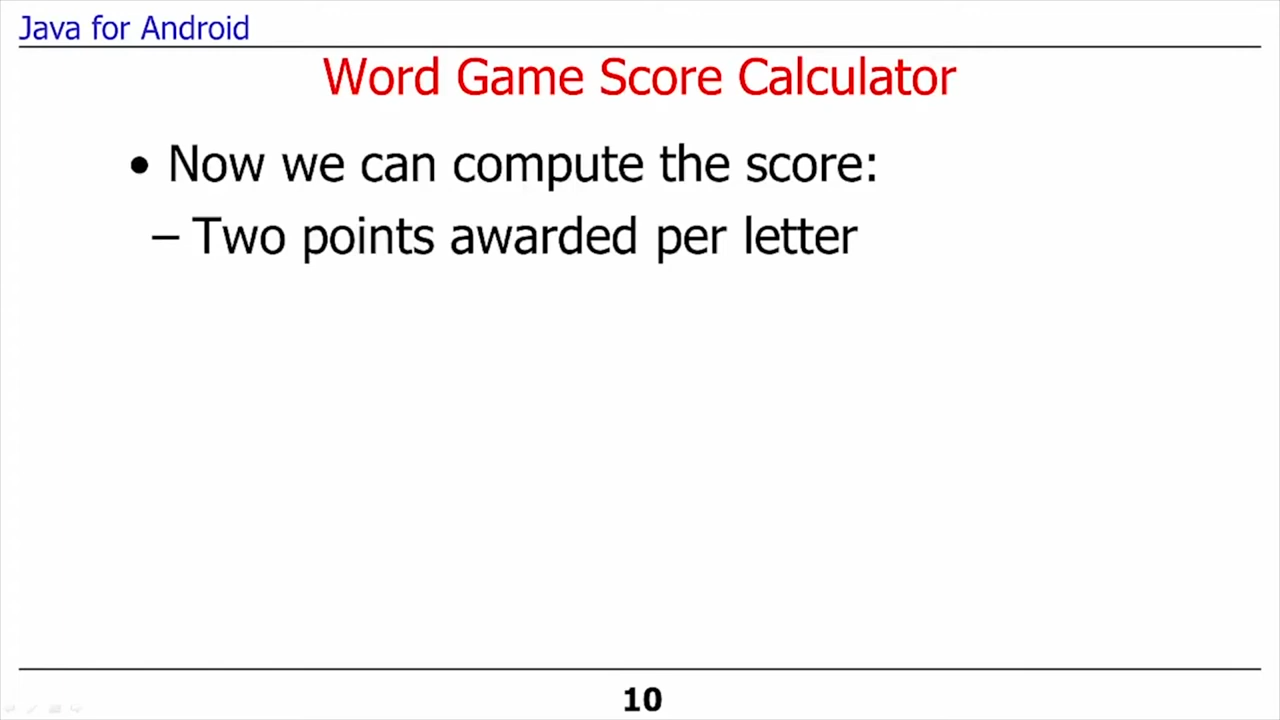 Java for Android
Word Game Score Calculator
• Now we can compute the score:
– Two points awarded per letter
10